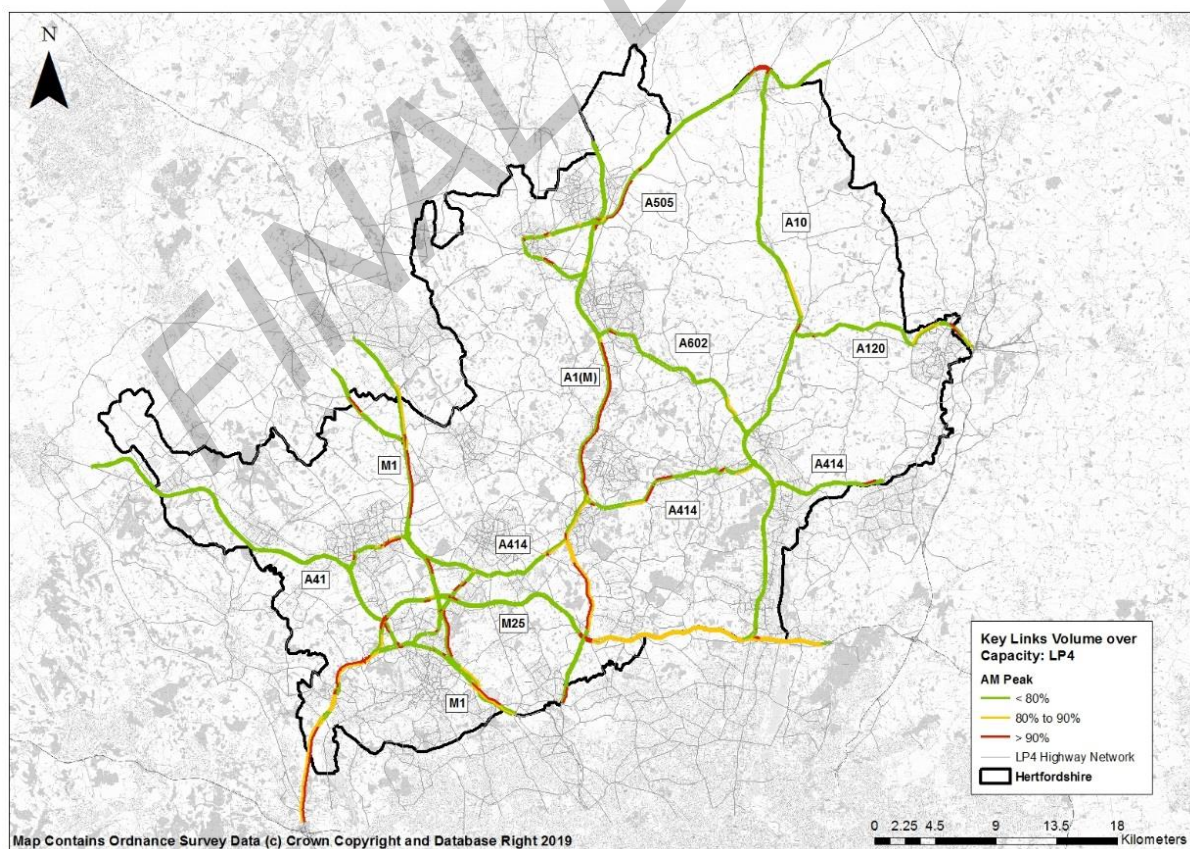 FINAL
N
A505
A10
A602
A120
A1(M)
M1
A414
A414
A414
A41
M25
M1
Key Links Volume over
Capacity: LP4
AM Peak
< 80%
80% to 90%
> 90%
LP4 Highway Network
Hertfordshire
Map Contains Ordnance Survey Data (c) Crown Copyright and Database Right 2019
0 2.25 4.5 9 13.5 18
Kilometers